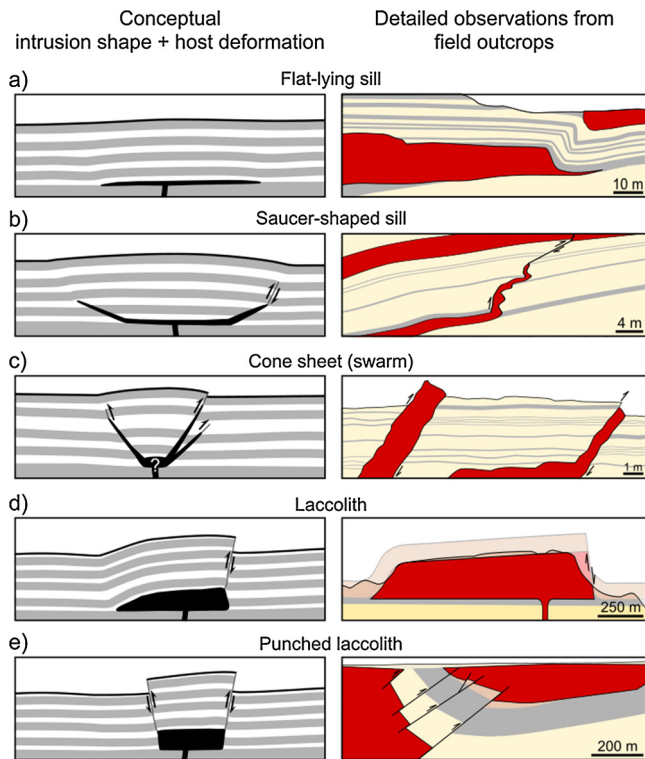 Conceptual
intrusion shape + host deformation
Detailed observations from
field outcrops
a)
Flat-lying sill
10 m
b)
Saucer-shaped sill
4 m
c)
Cone sheet (swarm)
?
1 m
d)
Laccolith
250 m
e)
Punched laccolith
200 m